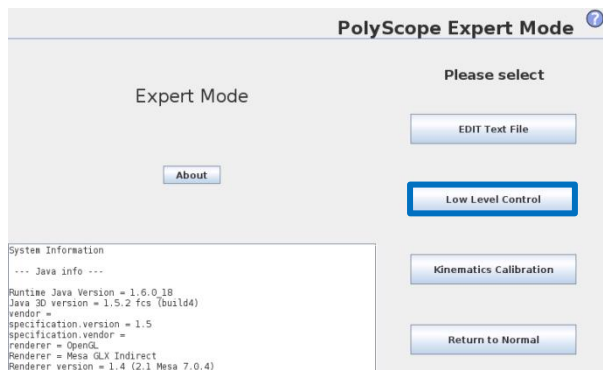 PolyScope Expert Mode
?
Please select
Expert Mode
EDIT Text File
About
Low Level Control
System Information
--- Java info ---
Runtime Java Version = 1.6.0_18
Java 3D version = 1.5.2 fcs (build4)
vendor =
specification.version = 1.5
specification.vendor =
renderer = OpenGL
Renderer = Mesa GLX Indirect
Renderer version = 1.4 (2.1 Mesa 7.0.4)
Kinematics Calibration
Return to Normal